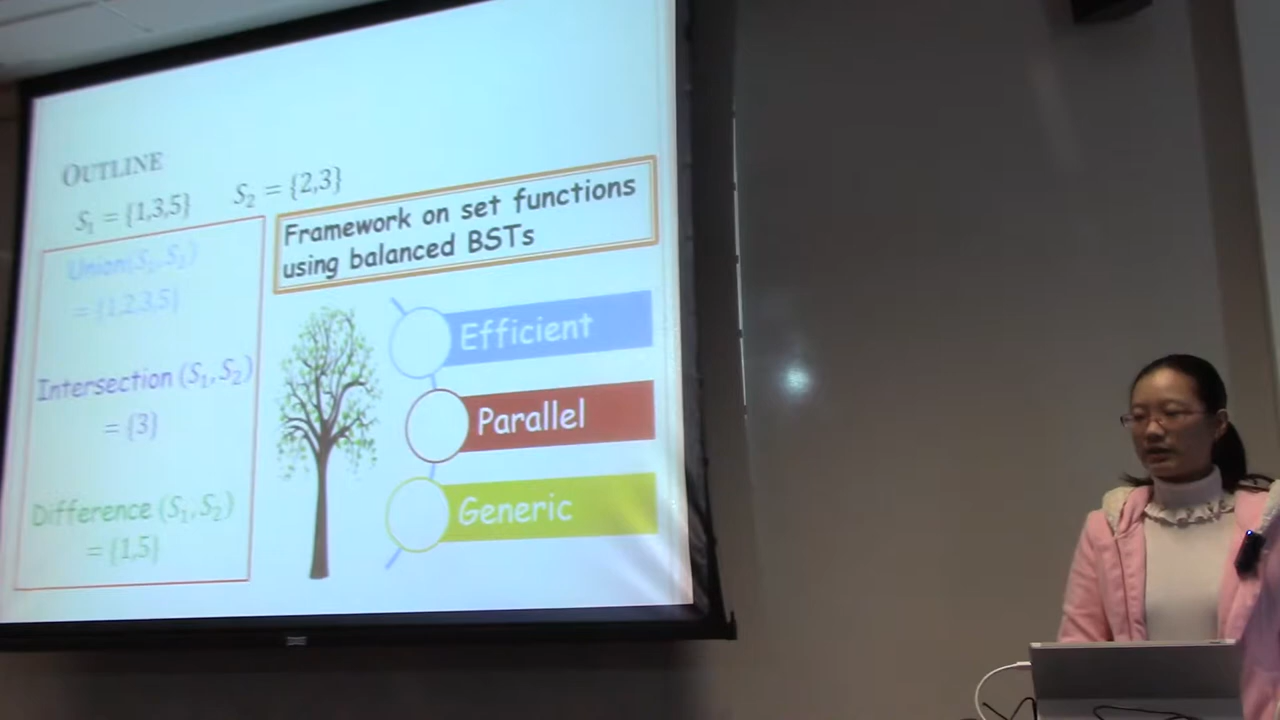 OUTLINE
S₁ = {1,3,5} S₂ = {2,3}
Union(S₁,S₂)
= {1,2,3,5}
Intersection (S₁,S₂)
= {3}
Difference (S₁,S₂)
= {1,5}
Framework on set functions
using balanced BSTs
Efficient
Parallel
Generic